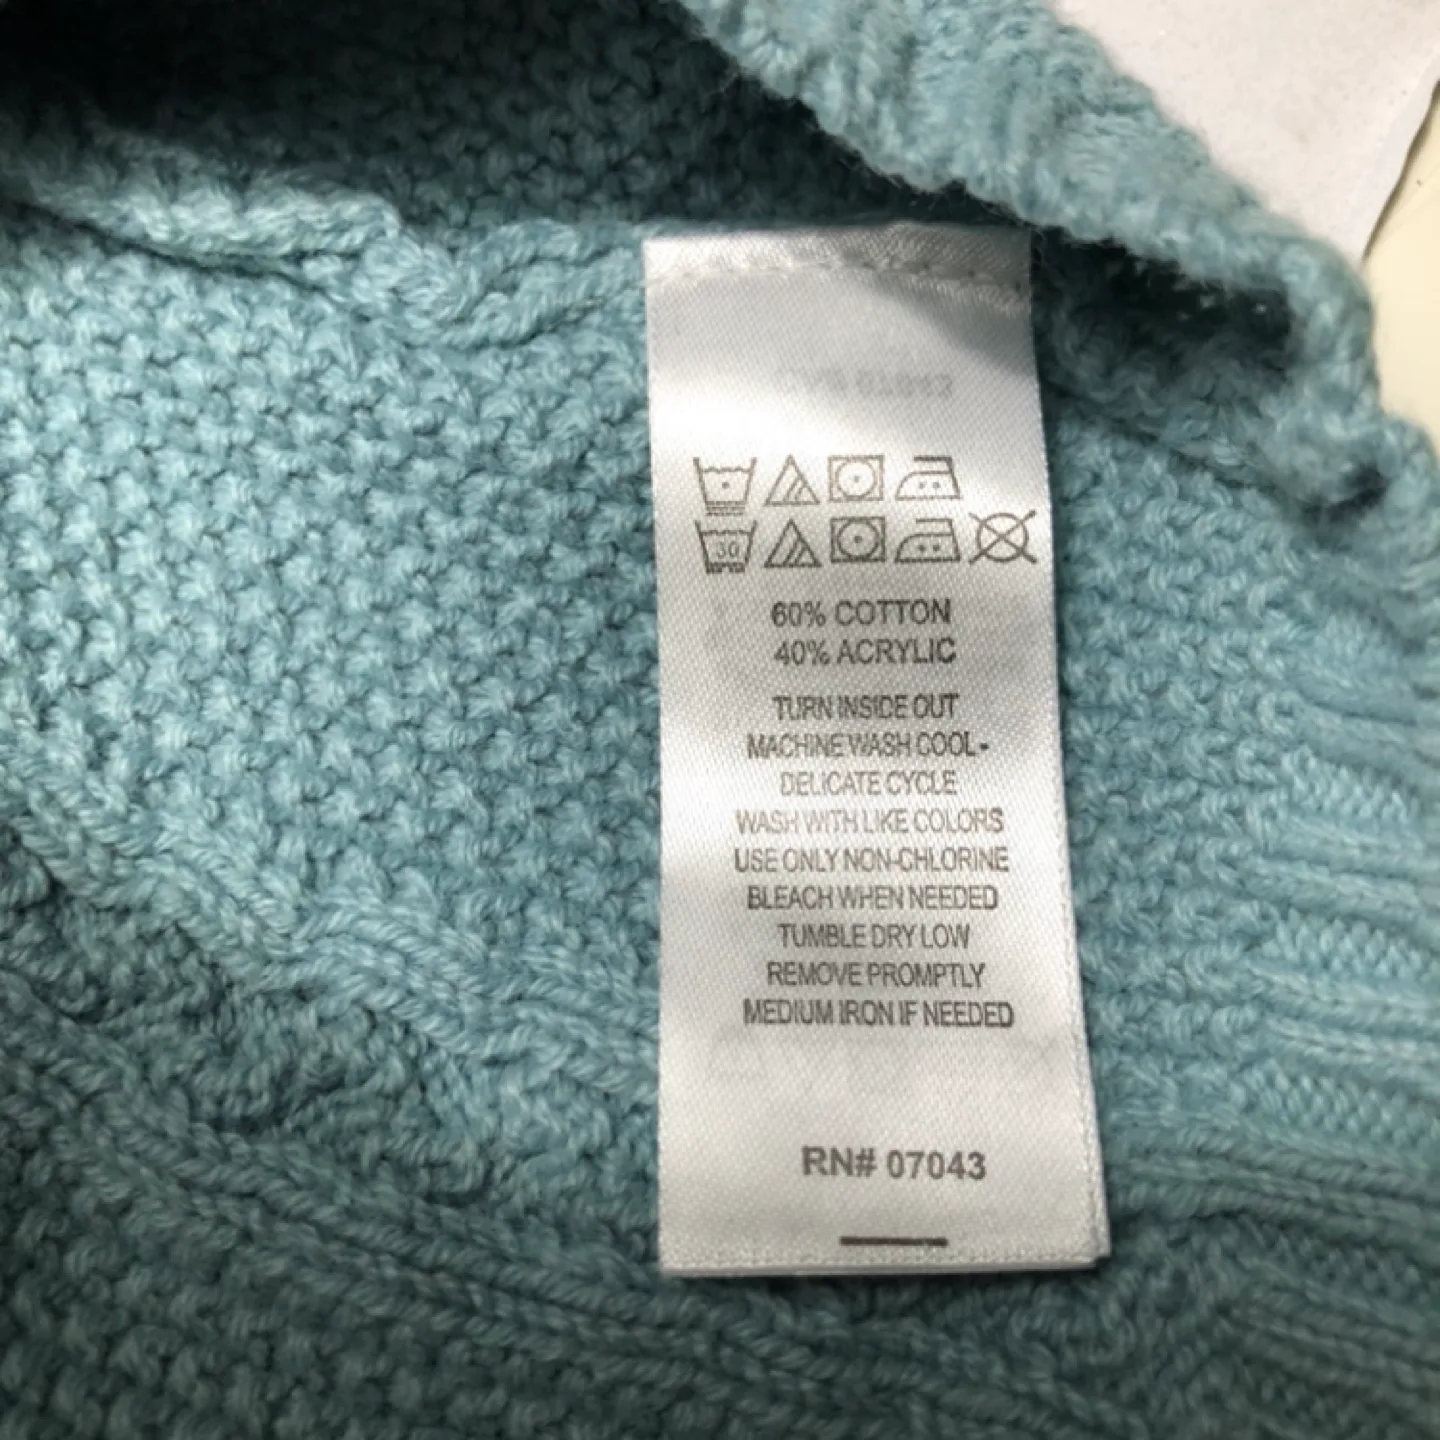 30
60% COTTON
40% ACRYLIC
TURN INSIDE OUT
MACHINE WASH COOL -
DELICATE CYCLE
WASH WITH LIKE COLORS
USE ONLY NON-CHLORINE
BLEACH WHEN NEEDED
TUMBLE DRY LOW
REMOVE PROMPTLY
MEDIUM IRON IF NEEDED
RN# 07043